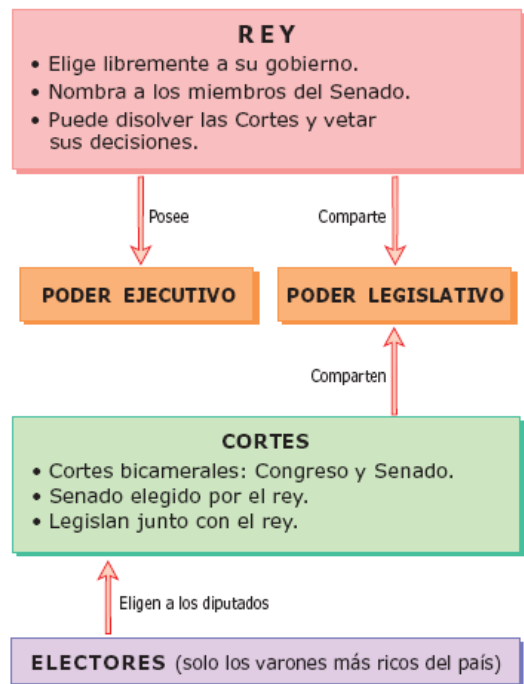 REY
• Elige libremente a su gobierno.
• Nombra a los miembros del Senado.
• Puede disolver las Cortes y vetar
sus decisiones.
Posee
Comparte
PODER EJECUTIVO
PODER LEGISLATIVO
Comparten
CORTES
• Cortes bicamerales: Congreso y Senado.
• Senado elegido por el rey.
• Legislan junto con el rey.
Eligen a los diputados
ELECTORES (solo los varones más ricos del país)